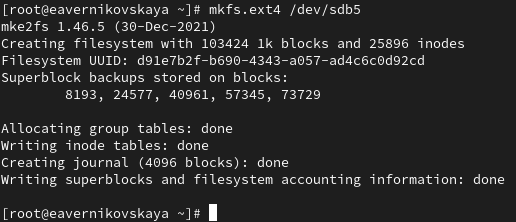 [root@eavernikovskaya ~]# mkfs.ext4 /dev/sdb5
mke2fs 1.46.5 (30-Dec-2021)
Creating filesystem with 103424 1k blocks and 25896 inodes
Filesystem UUID: d91e7b2f-b690-4343-a057-ad4c6c0d92cd
Superblock backups stored on blocks:
        8193, 24577, 40961, 57345, 73729

Allocating group tables: done
Writing inode tables: done
Creating journal (4096 blocks): done
Writing superblocks and filesystem accounting information: done

[root@eavernikovskaya ~]#